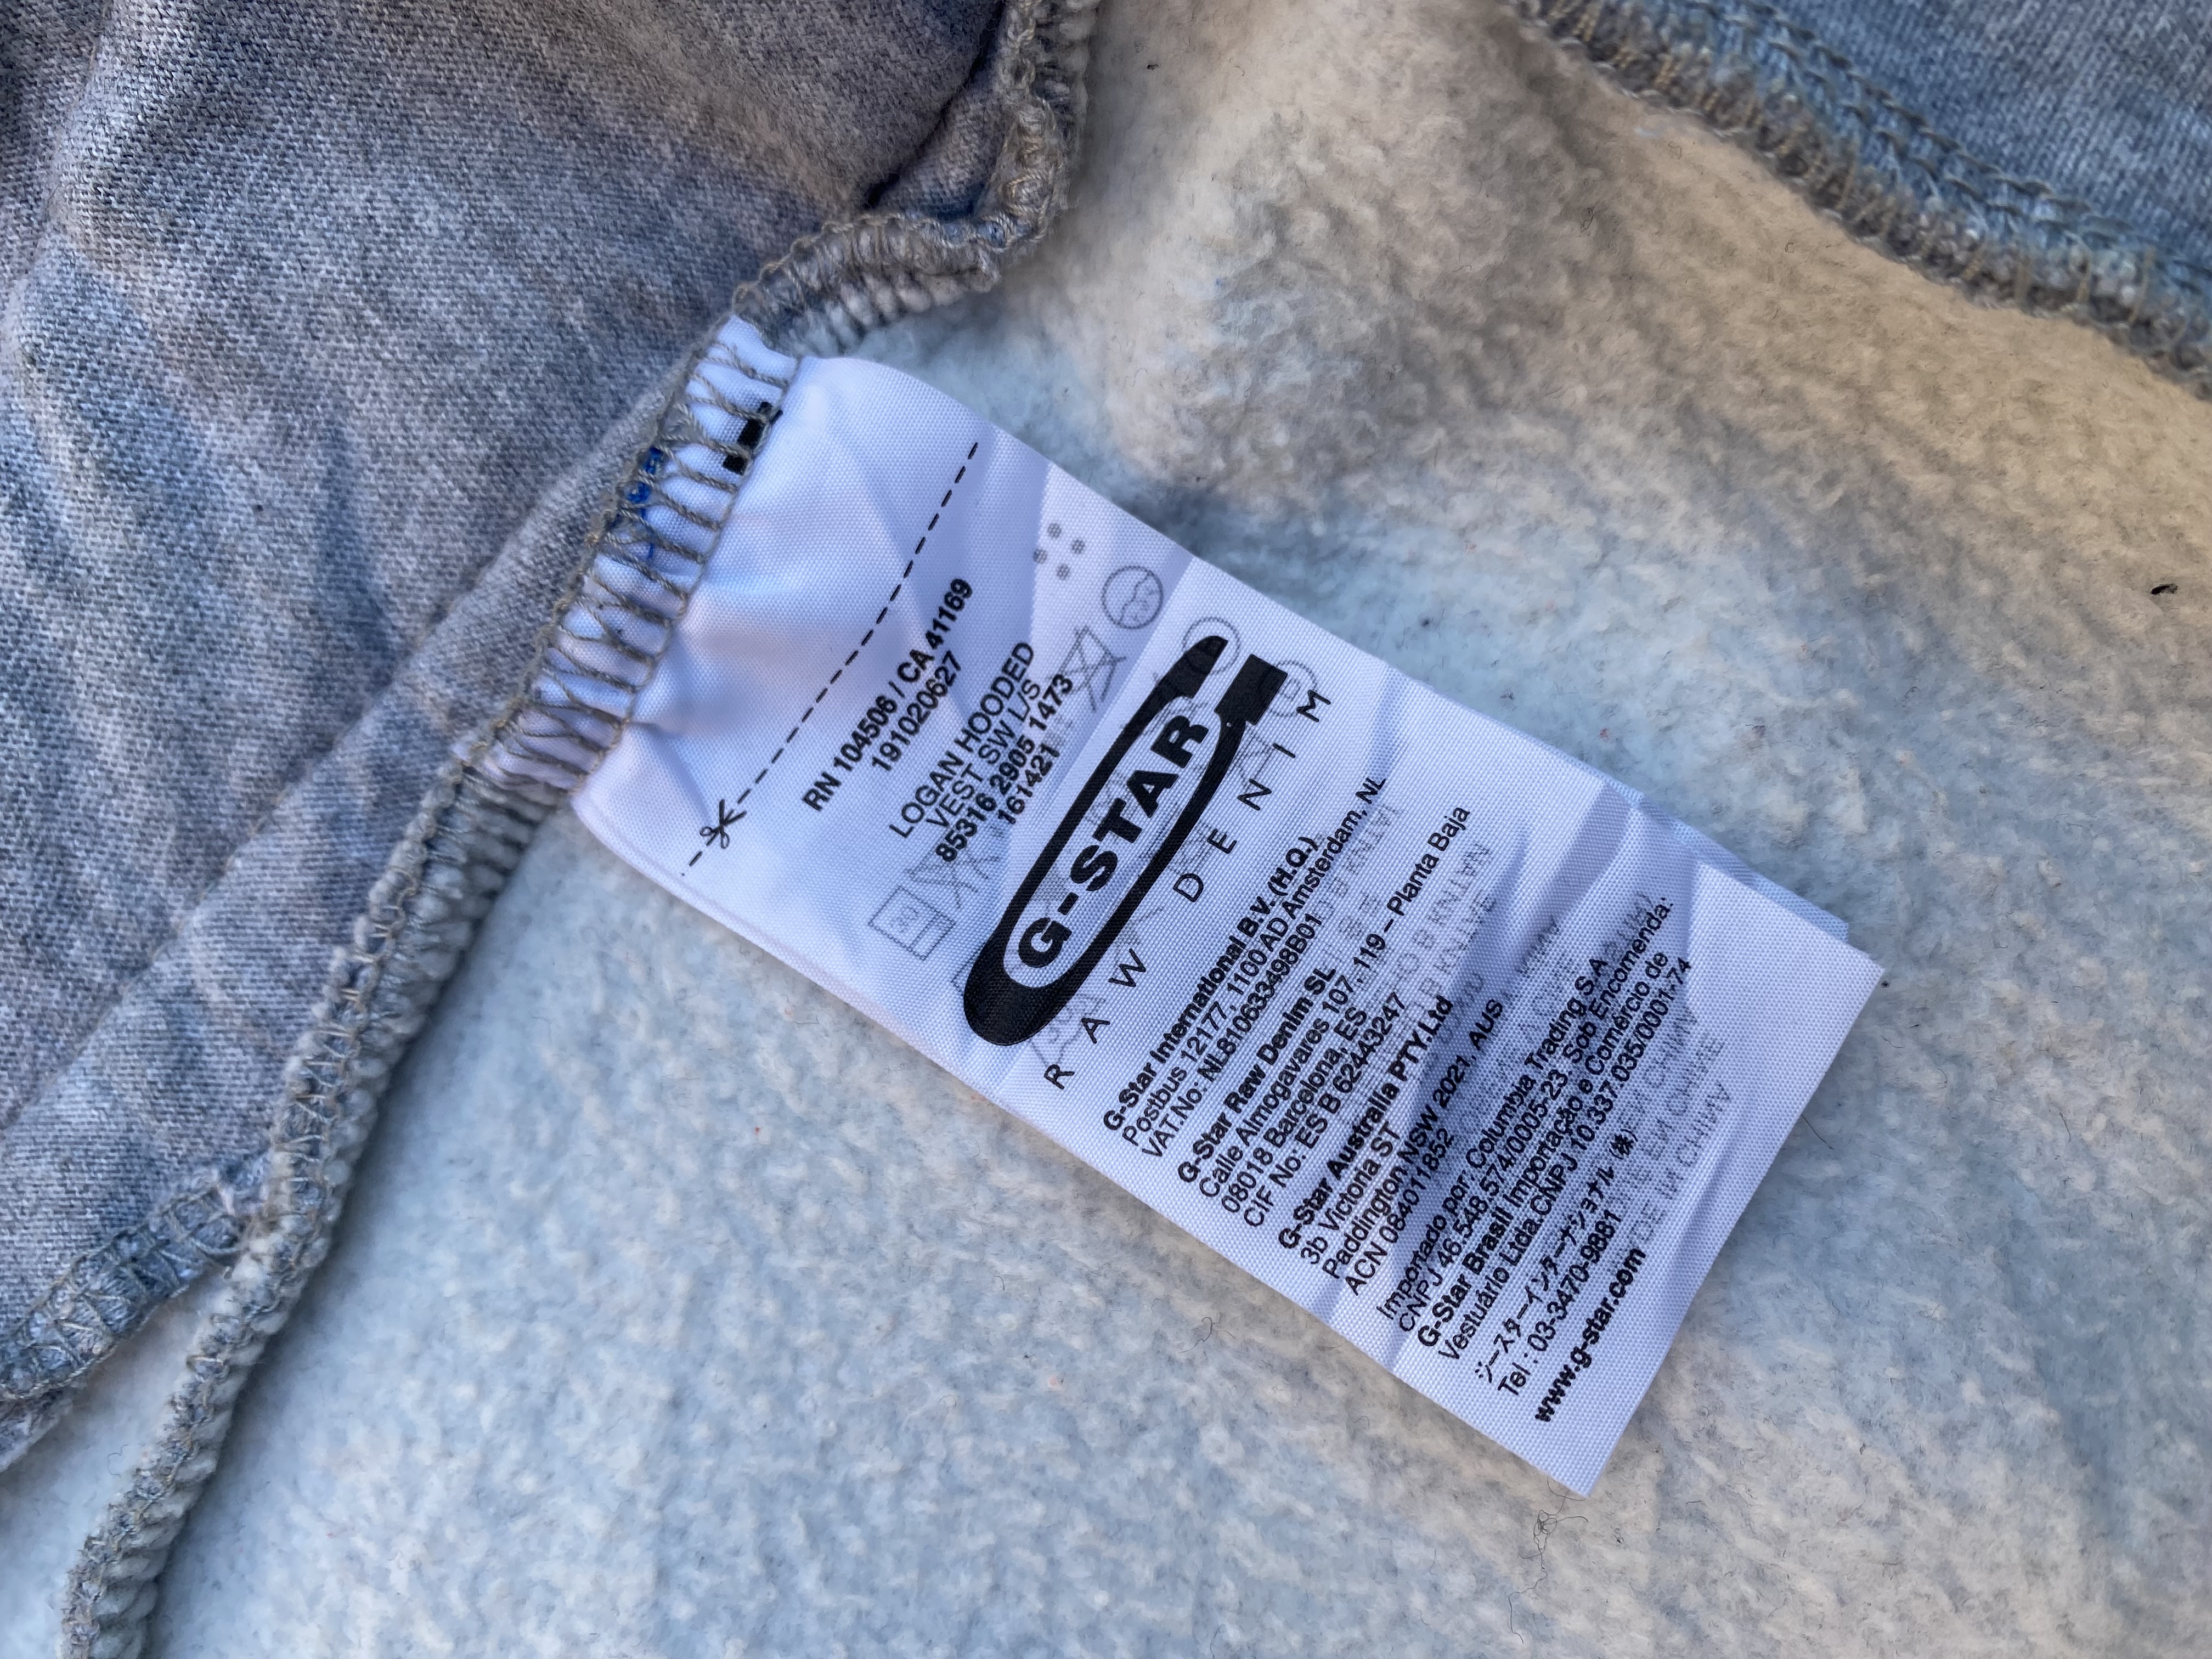 RN 104506 / CA 41169
191020627
LOGAN HOODED
VEST SW L/S
85316 2905 1473
161421
G-STAR
RAW DENIM
G-Star International B.V. (H.Q.)
Postbus 12177, 1100 AD Amsterdam, NL
VAT.No: NL810633498B01
G-Star Raw Denim SL
Calle Almogavares 107-119 – Planta Baja
08018 Barcelona, ES
CIF No: ES B 62443247
G-Star Australia PTY.Ltd
3b Victoria ST
Paddington NSW 2021 AUS
ACN 084011852
Importado por Columbia Trading S.A
CNPJ 46.548.574/0005-23 Sob Encomenda:
G-Star Brasil Importação e Comércio de
Vestuário Ltda.CNPJ 10.337.035/0001-74
ジースターインターナショナル (株)
Tel : 03-3470-9881
www.g-star.com